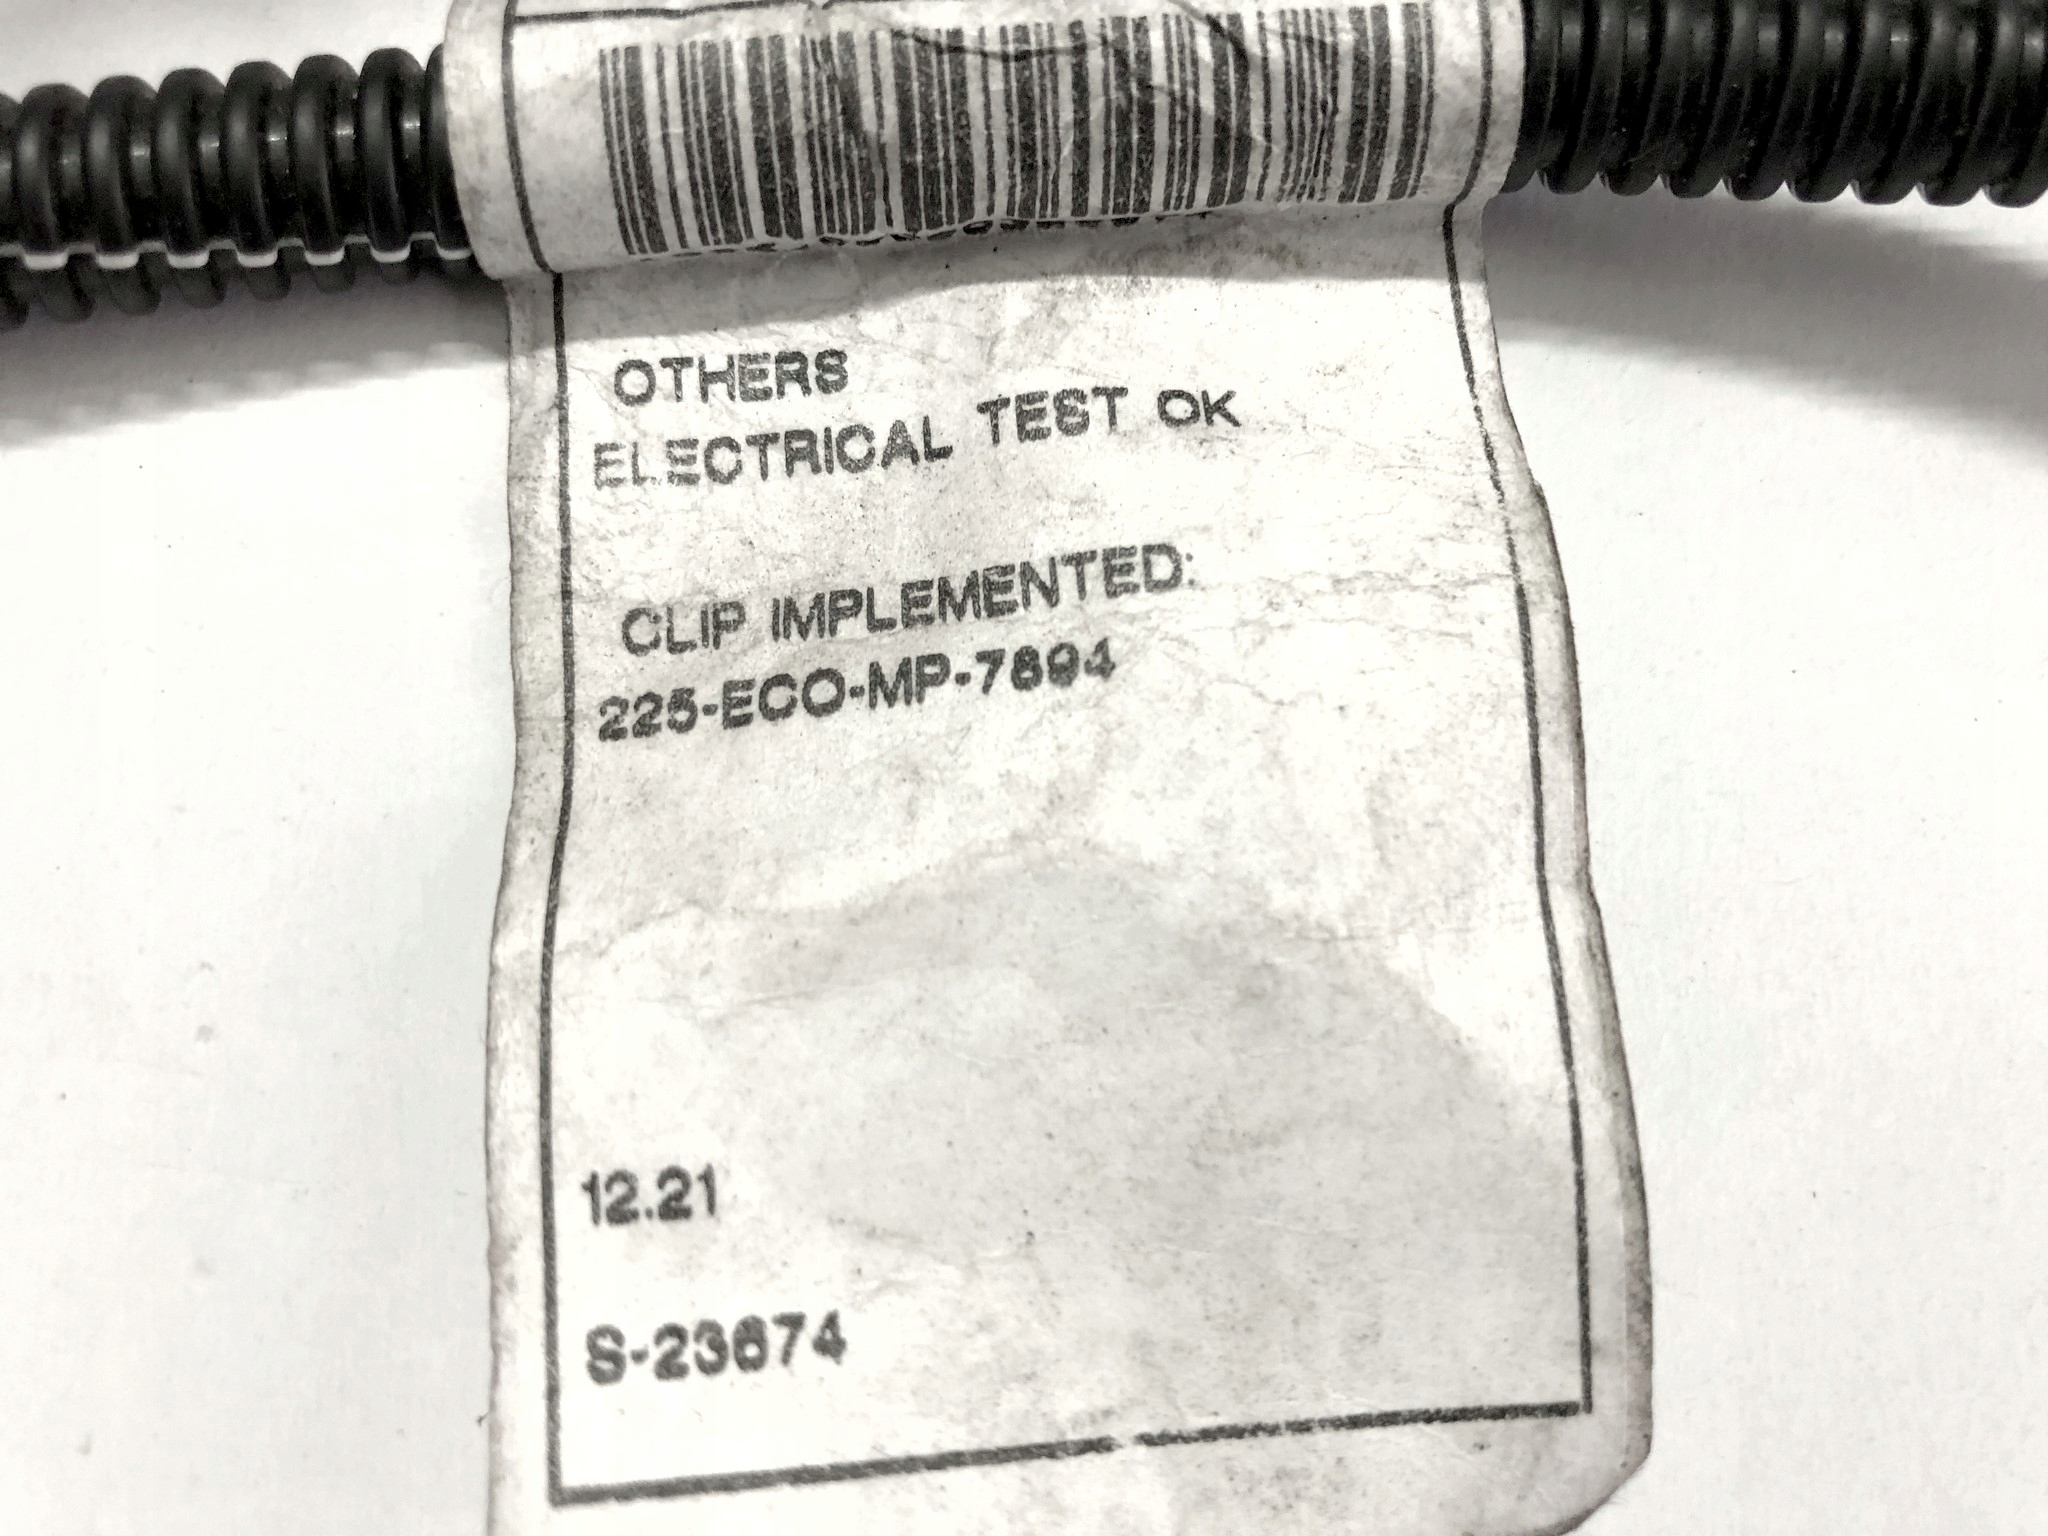 OTHERS
ELECTRICAL TEST OK
CLIP IMPLEMENTED:
225-ECO-MP-7894
12.21
S-23674